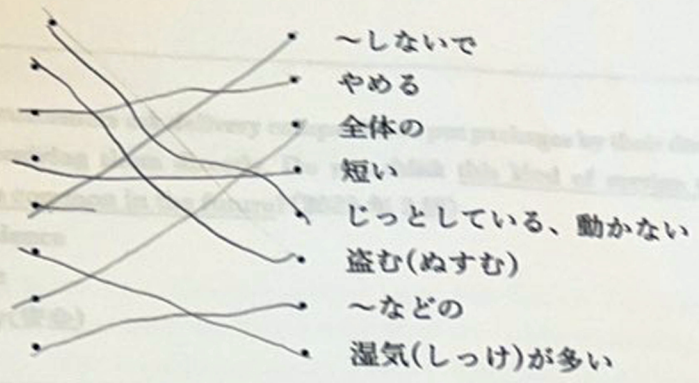 ～しないで
やめる
全体の
短い
じっとしている、動かない
盗む(ぬすむ)
～などの
湿気(しっけ)が多い